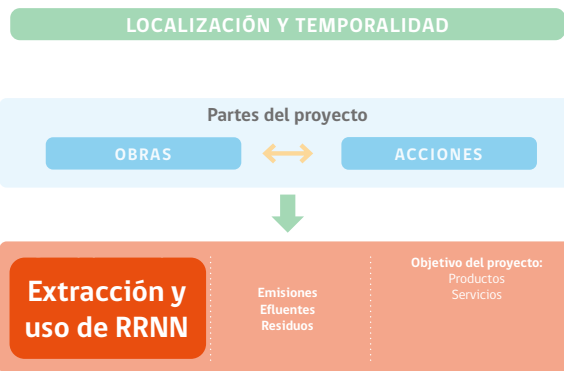 LOCALIZACIÓN Y TEMPORALIDAD
Partes del proyecto
OBRAS
ACCIONES
Extracción y
uso de RRNN
Emisiones
Efluentes
Residuos
Objetivo del proyecto:
Productos
Servicios